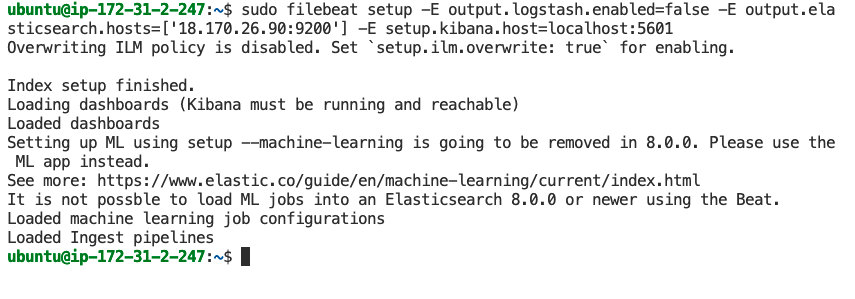 ubuntu@ip-172-31-2-247:~$ sudo filebeat setup -E output.logstash.enabled=false -E output.ela
sticsearch.hosts=['18.170.26.90:9200'] -E setup.kibana.host=localhost:5601
Overwriting ILM policy is disabled. Set `setup.ilm.overwrite: true` for enabling.

Index setup finished.
Loading dashboards (Kibana must be running and reachable)
Loaded dashboards
Setting up ML using setup --machine-learning is going to be removed in 8.0.0. Please use the
 ML app instead.
See more: https://www.elastic.co/guide/en/machine-learning/current/index.html
It is not possble to load ML jobs into an Elasticsearch 8.0.0 or newer using the Beat.
Loaded machine learning job configurations
Loaded Ingest pipelines
ubuntu@ip-172-31-2-247:~$